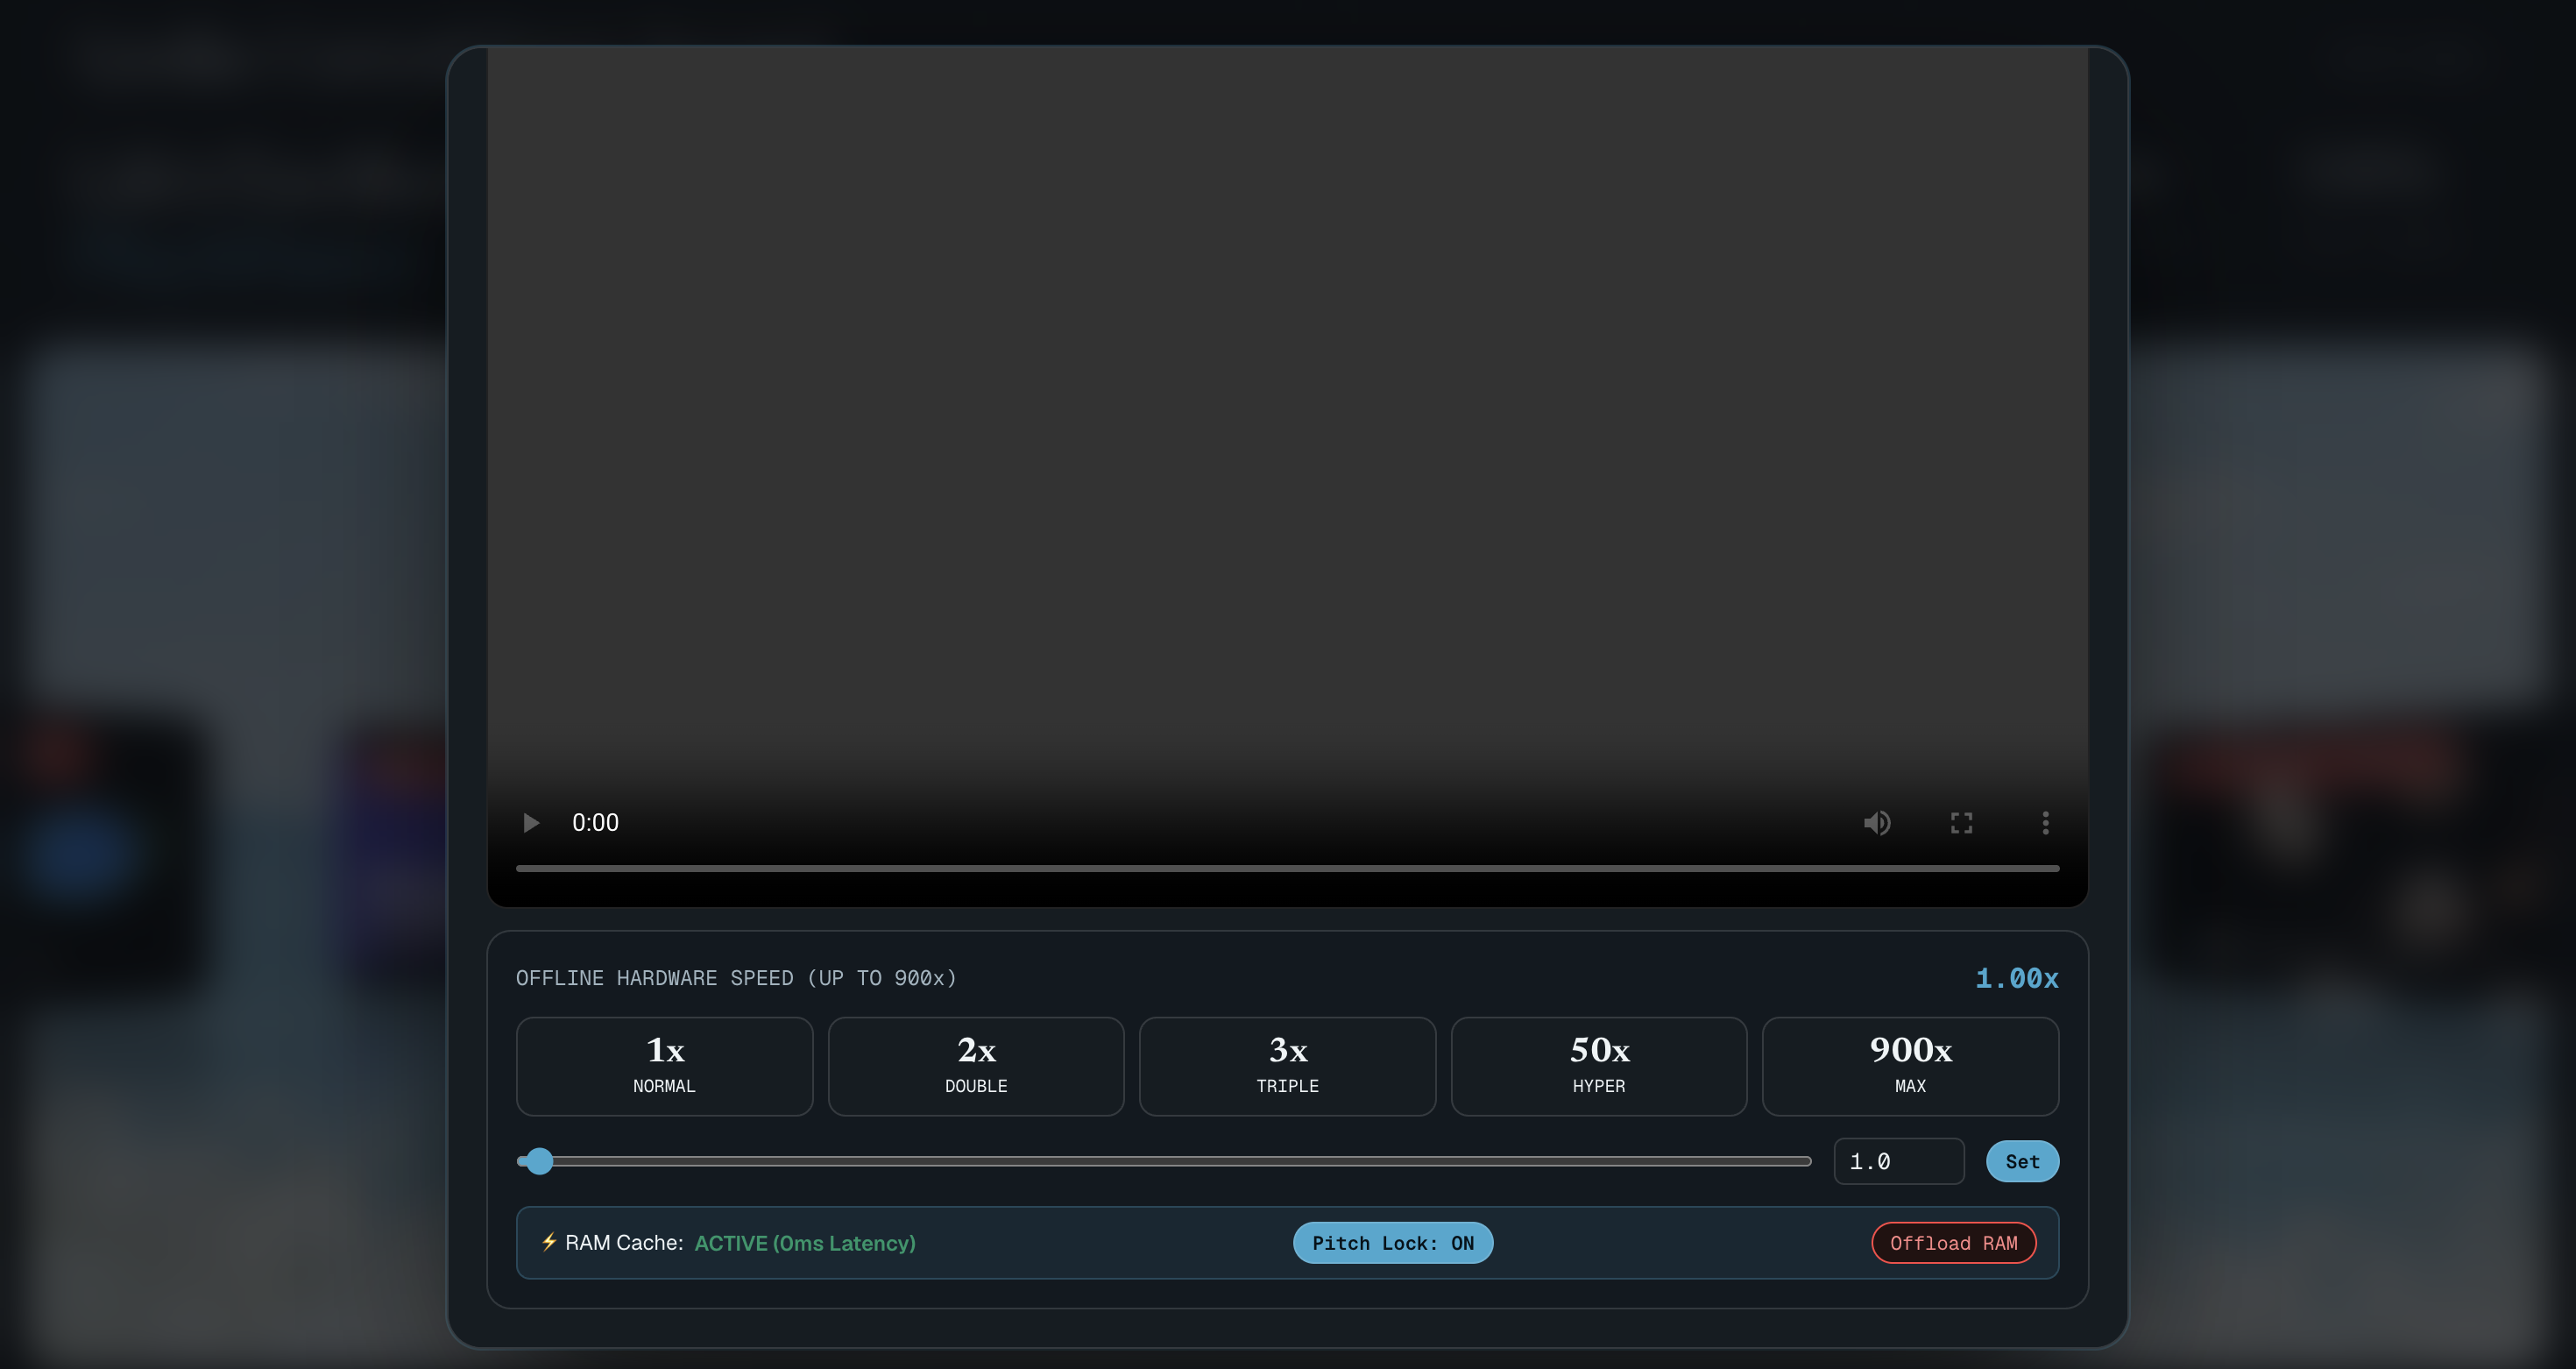 0:00
OFFLINE HARDWARE SPEED (UP TO 900x)
1.00x
1x
NORMAL
2x
DOUBLE
3x
TRIPLE
50x
HYPER
900x
MAX
1.0
Set
⚡ RAM Cache: ACTIVE (0ms Latency)
Pitch Lock: ON
Offload RAM